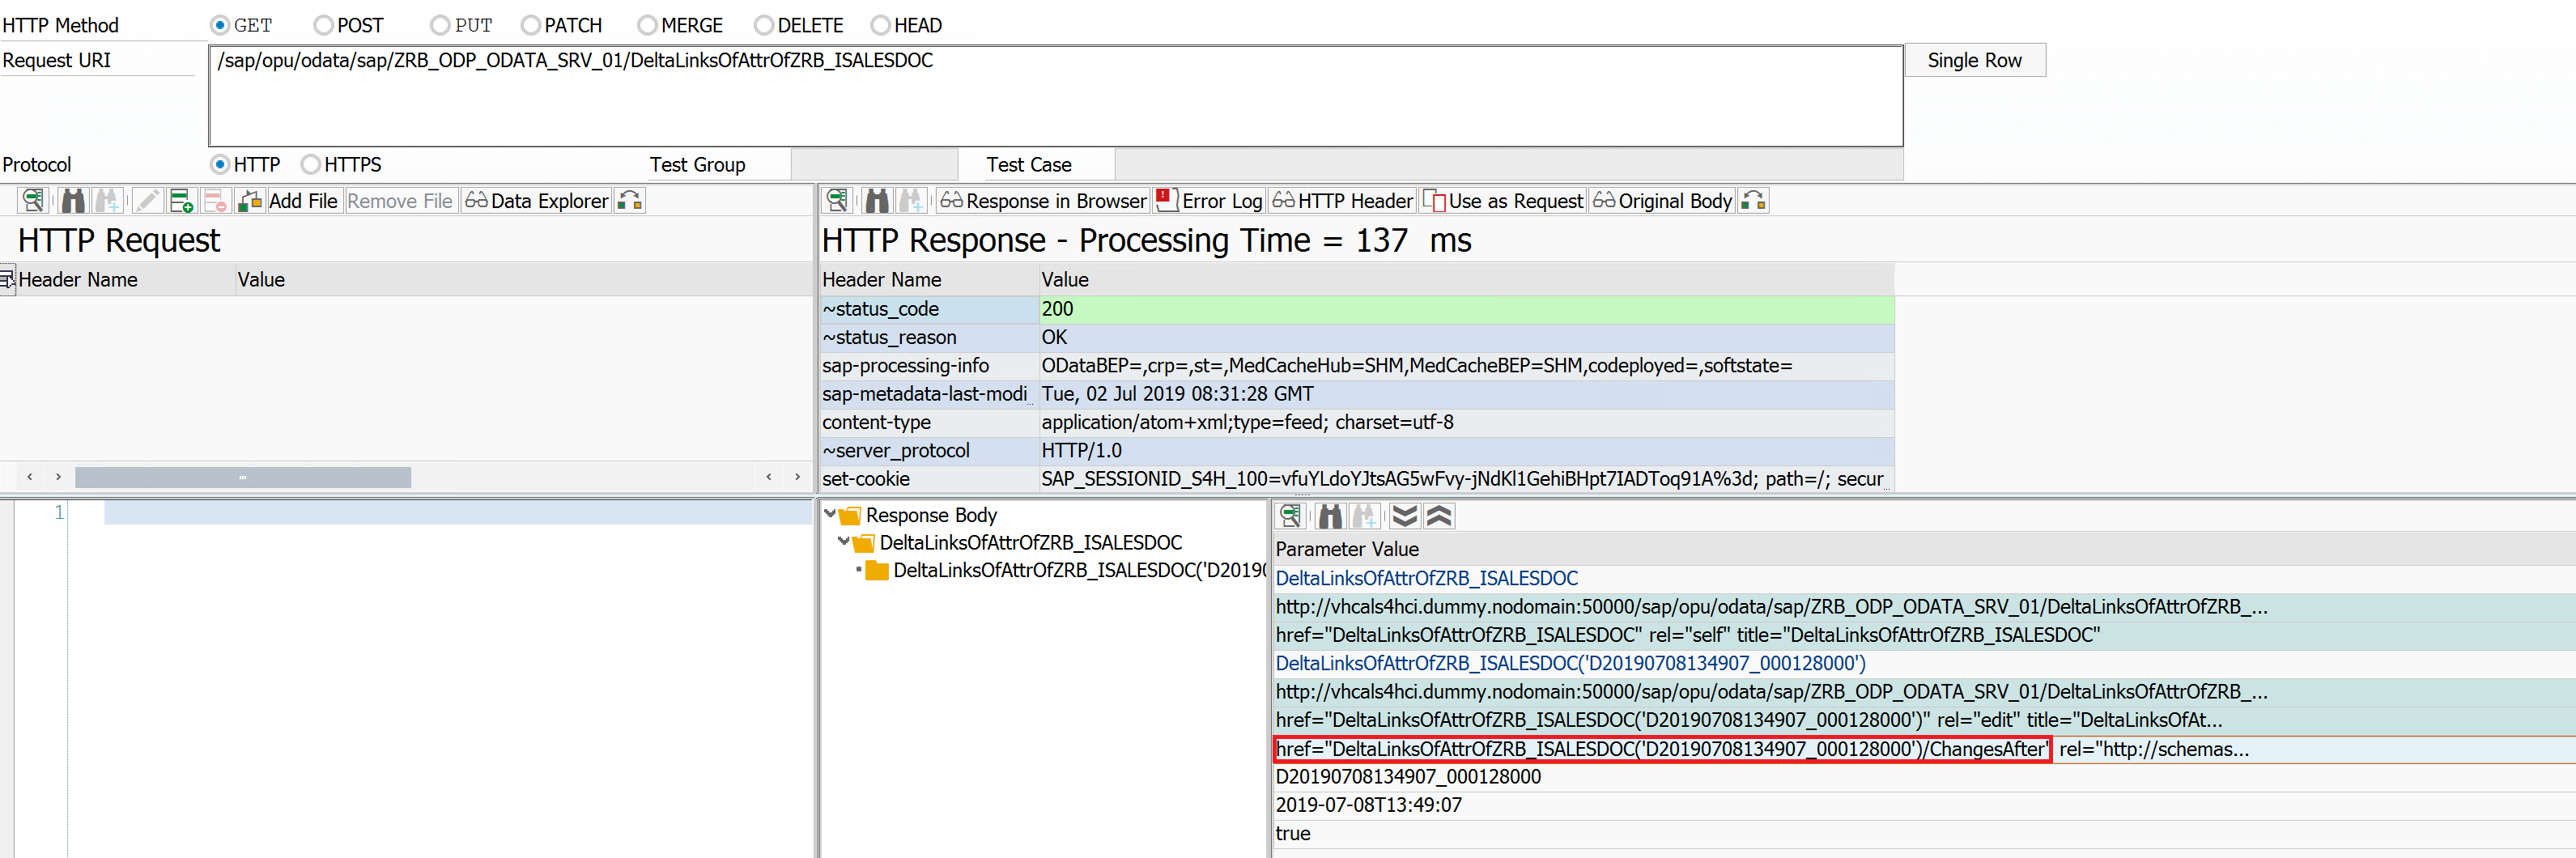 HTTP Method GET POST PUT PATCH MERGE DELETE HEAD
Request URI /sap/opu/odata/sap/ZRB_ODP_ODATA_SRV_01/DeltaLinksOfAttrOfZRB_ISALESDOC Single Row
Protocol HTTP HTTPS Test Group Test Case
Add File Remove File Data Explorer
Response in Browser Error Log HTTP Header Use as Request Original Body
HTTP Request
HTTP Response - Processing Time = 137 ms
Header Name Value
Header Name Value
~status_code 200
~status_reason OK
sap-processing-info ODataBEP=,crp=,st=,MedCacheHub=SHM,MedCacheBEP=SHM,codeployed=,softstate=
sap-metadata-last-modi.. Tue, 02 Jul 2019 08:31:28 GMT
content-type application/atom+xml;type=feed; charset=utf-8
~server_protocol HTTP/1.0
set-cookie SAP_SESSIONID_S4H_100=vfuYLdoYJtsAG5wFvy-jNdKl1GehiBHpt7IADToq91A%3d; path=/; secur..
1
Response Body
DeltaLinksOfAttrOfZRB_ISALESDOC
DeltaLinksOfAttrOfZRB_ISALESDOC('D20190
Parameter Value
DeltaLinksOfAttrOfZRB_ISALESDOC
http://vhcals4hci.dummy.nodomain:50000/sap/opu/odata/sap/ZRB_ODP_ODATA_SRV_01/DeltaLinksOfAttrOfZRB_...
href="DeltaLinksOfAttrOfZRB_ISALESDOC" rel="self" title="DeltaLinksOfAttrOfZRB_ISALESDOC"
DeltaLinksOfAttrOfZRB_ISALESDOC('D20190708134907_000128000')
http://vhcals4hci.dummy.nodomain:50000/sap/opu/odata/sap/ZRB_ODP_ODATA_SRV_01/DeltaLinksOfAttrOfZRB_...
href="DeltaLinksOfAttrOfZRB_ISALESDOC('D20190708134907_000128000')" rel="edit" title="DeltaLinksOfAt...
href="DeltaLinksOfAttrOfZRB_ISALESDOC('D20190708134907_000128000')/ChangesAfter" rel="http://schemas...
D20190708134907_000128000
2019-07-08T13:49:07
true